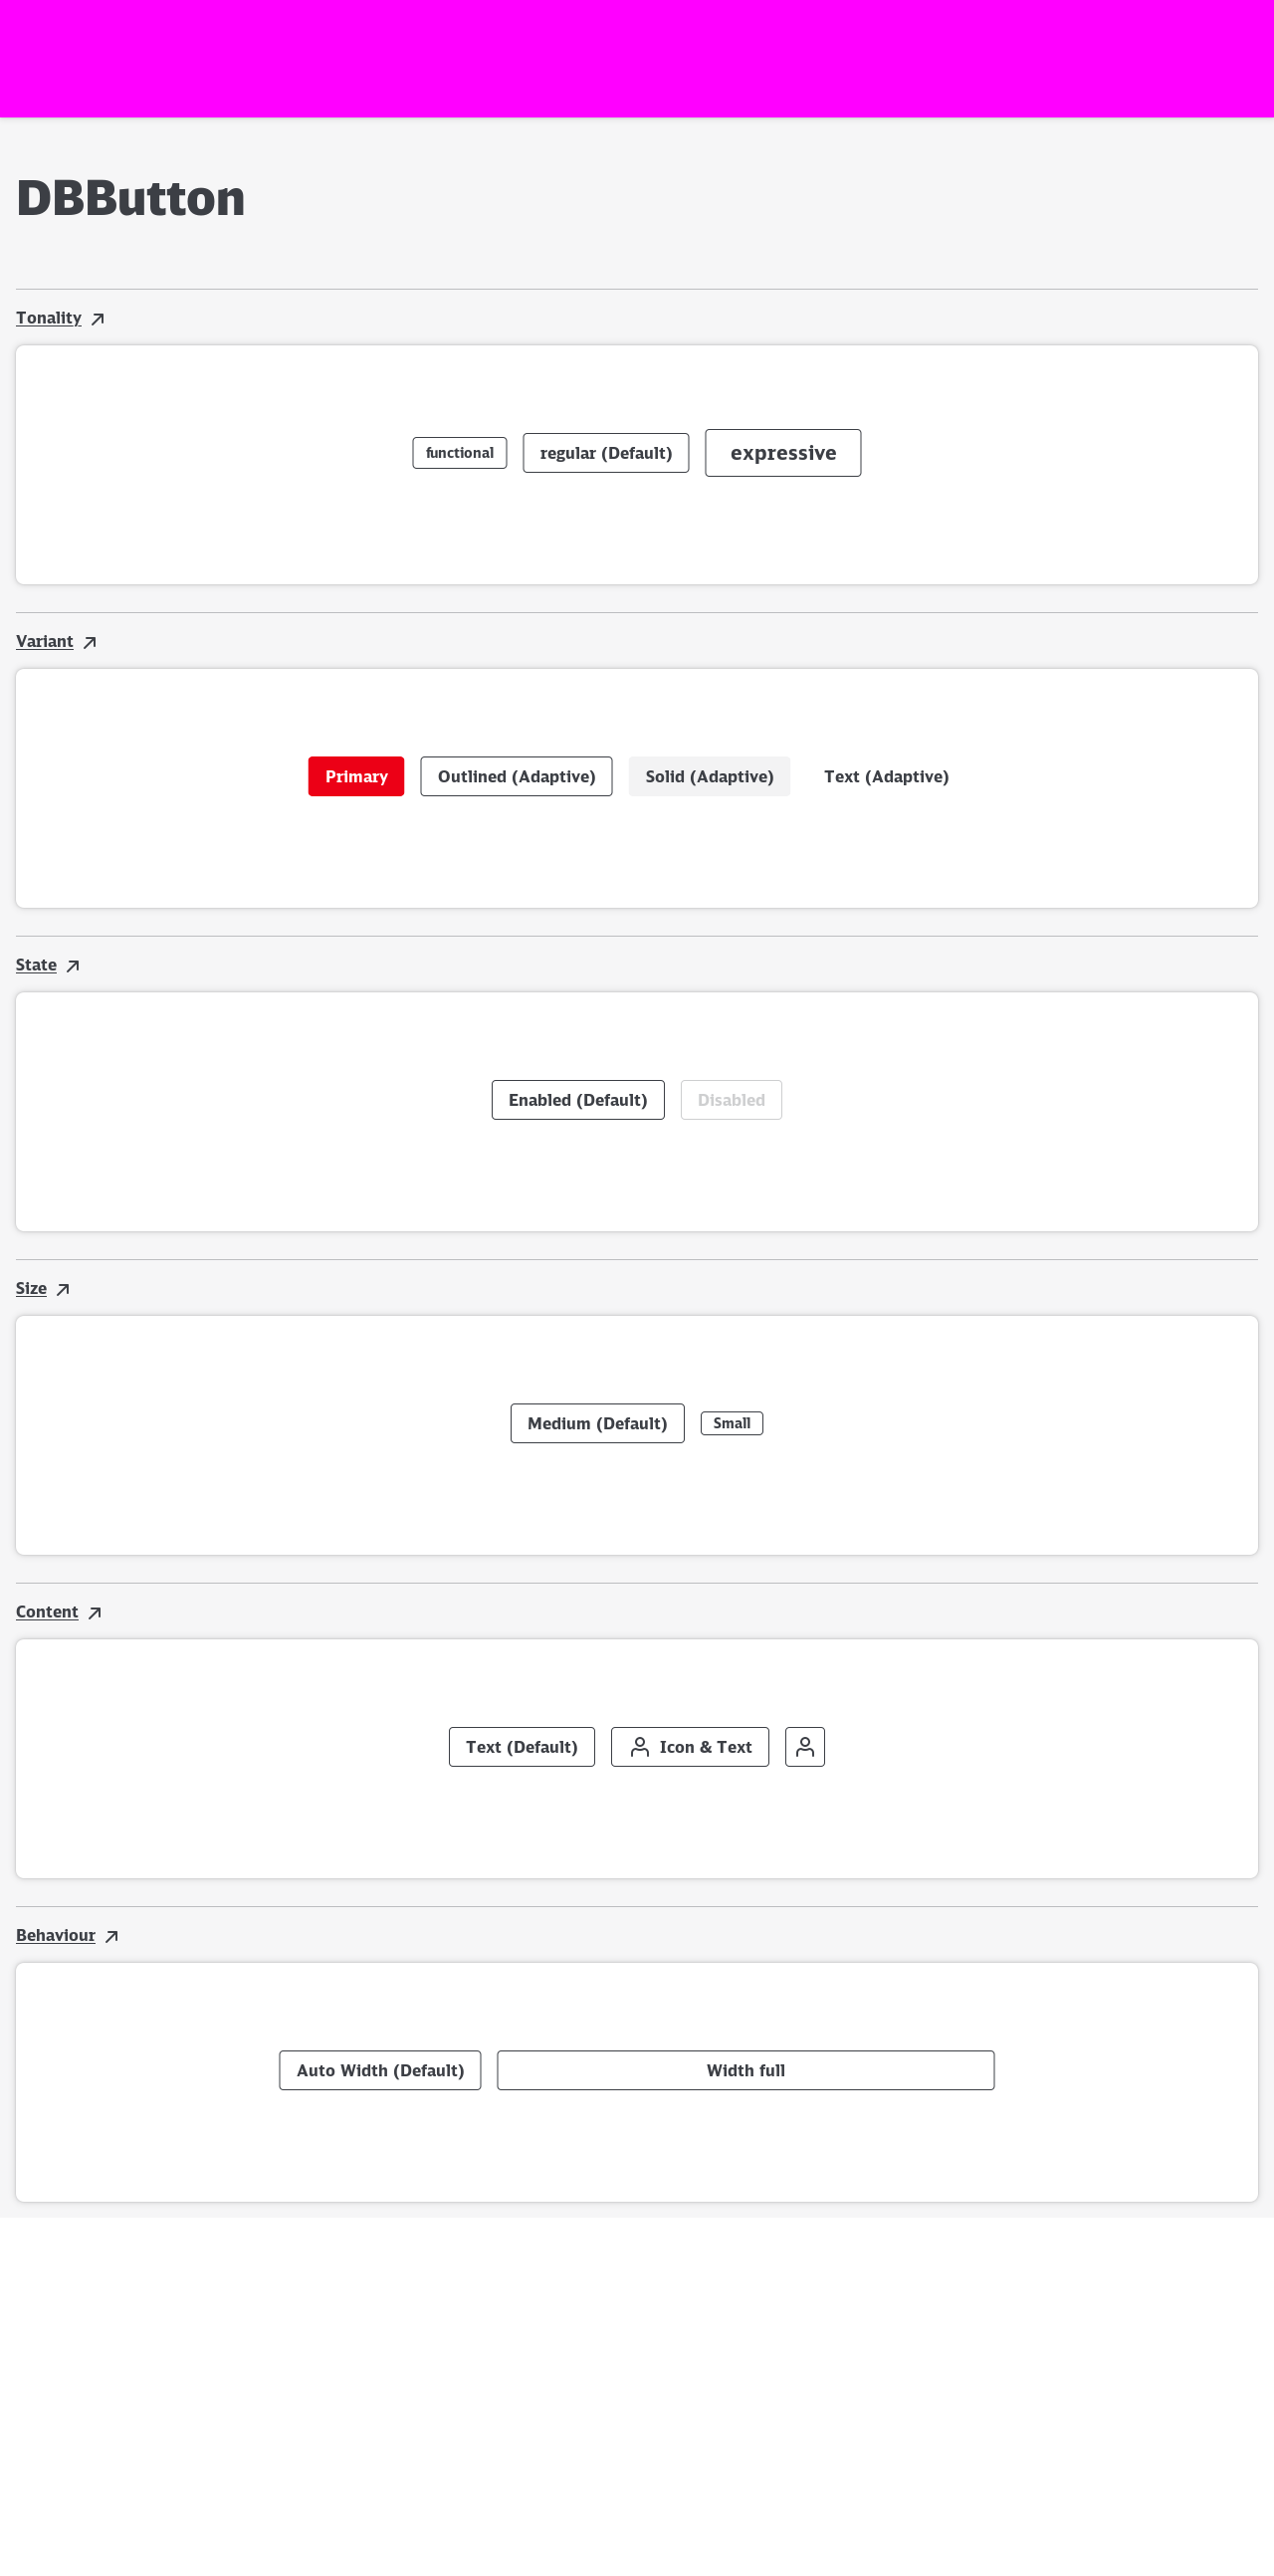 DBButton
Tonality
functional regular (Default) expressive
Variant
Primary Outlined (Adaptive) Solid (Adaptive) Text (Adaptive)
State
Enabled (Default) Disabled
Size
Medium (Default) Small
Content
Text (Default) Icon & Text
Behaviour
Auto Width (Default) Width full